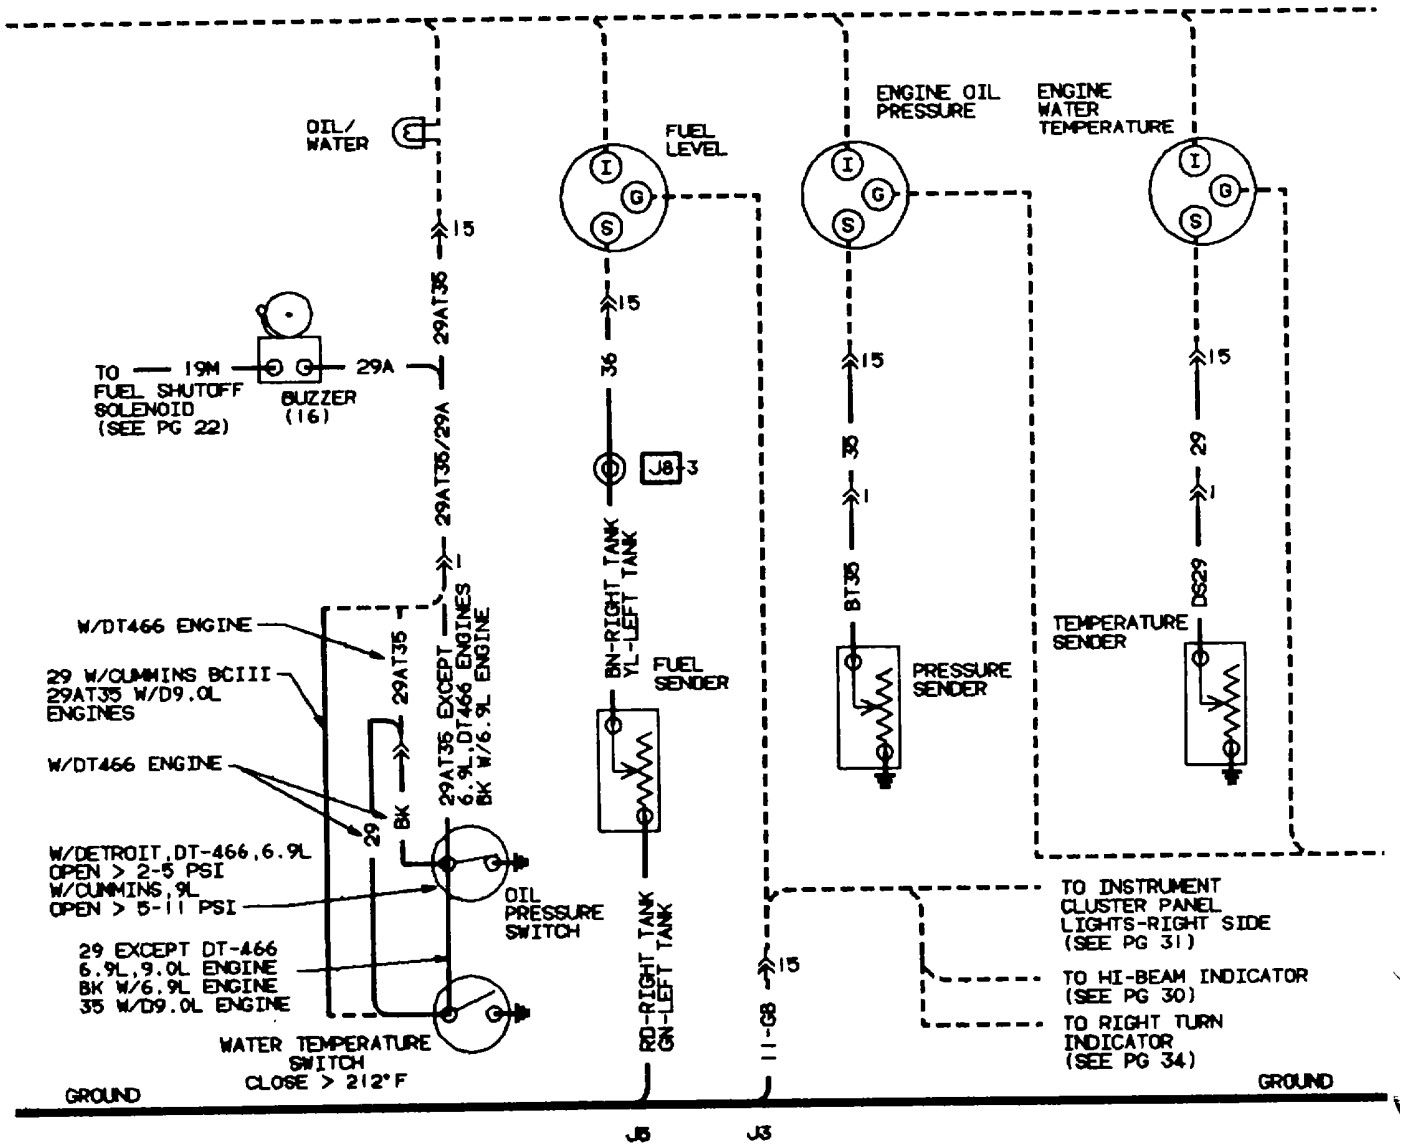 OIL/
WATER
FUEL
LEVEL
ENGINE OIL
PRESSURE
ENGINE
WATER
TEMPERATURE
I
G
S
I
G
S
I
G
S
15
15
15
15
29AT35
36
35
29
TO
FUEL SHUTOFF
SOLENOID
(SEE PG 22)
19M
BUZZER
(16)
29A
29AT35/29A
J8-3
1
1
1
BN-RIGHT TANK
YL-LEFT TANK
BT35
DS29
W/DT466 ENGINE
29 W/CUMMINS BCIII
29AT35 W/D9.0L
ENGINES
W/DT466 ENGINE
29AT35
29
BK
29AT35 EXCEPT
6.9L,DT466 ENGINES
BK W/6.9L ENGINE
FUEL
SENDER
PRESSURE
SENDER
TEMPERATURE
SENDER
W/DETROIT,DT-466,6.9L
OPEN > 2-5 PSI
W/CUMMINS,9L
OPEN > 5-11 PSI
OIL
PRESSURE
SWITCH
29 EXCEPT DT-466
6.9L,9.0L ENGINE
BK W/6.9L ENGINE
35 W/D9.0L ENGINE
WATER TEMPERATURE
SWITCH
CLOSE > 212°F
RD-RIGHT TANK
GN-LEFT TANK
15
11-GB
TO INSTRUMENT
CLUSTER PANEL
LIGHTS-RIGHT SIDE
(SEE PG 31)
TO HI-BEAM INDICATOR
(SEE PG 30)
TO RIGHT TURN
INDICATOR
(SEE PG 34)
GROUND
GROUND
J5
J3